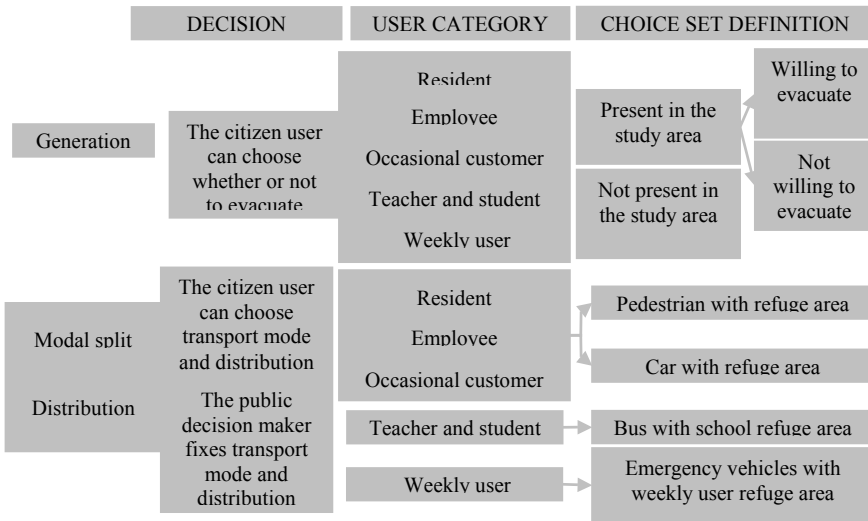 DECISION
USER CATEGORY
CHOICE SET DEFINITION
Generation
The citizen user
can choose
whether or not
to evacuate
Resident
Employee
Occasional customer
Teacher and student
Weekly user
Present in the
study area
Not present in
the study area
Willing to
evacuate
Not
willing to
evacuate
Modal split
Distribution
The citizen user
can choose
transport mode
and distribution
The public
decision maker
fixes transport
mode and
distribution
Resident
Employee
Occasional customer
Pedestrian with refuge area
Car with refuge area
Teacher and student
Bus with school refuge area
Weekly user
Emergency vehicles with
weekly user refuge area